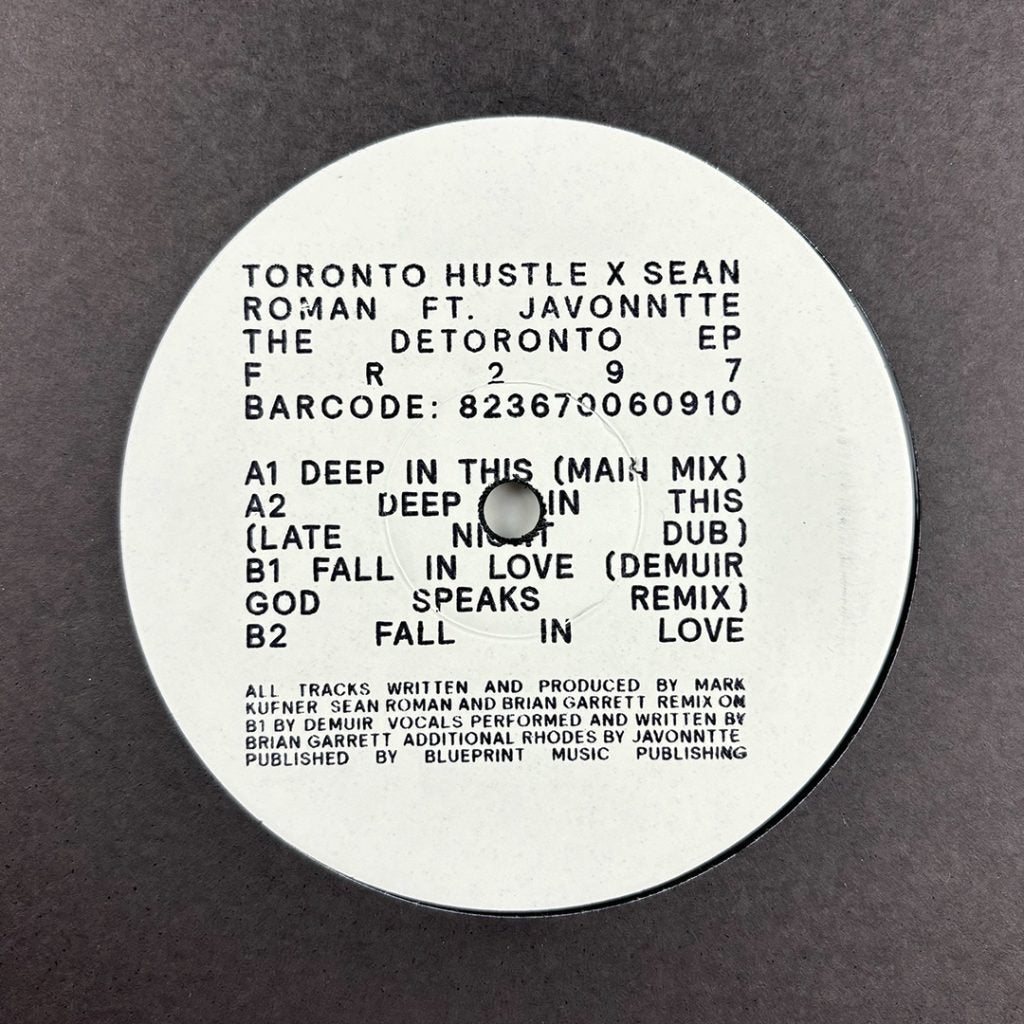 TORONTO HUSTLE X SEAN
ROMAN FT. JAVONNTTE
THE DETORONTO EP
F R 2 9 7
BARCODE: 823670060910
A1 DEEP IN THIS (MAIN MIX)
A2 DEEP IN THIS
(LATE NIGHT DUB)
B1 FALL IN LOVE (DEMUIR
GOD SPEAKS REMIX)
B2 FALL IN LOVE
ALL TRACKS WRITTEN AND PRODUCED BY MARK
KUFNER SEAN ROMAN AND BRIAN GARRETT REMIX ON
B1 BY DEMUIR VOCALS PERFORMED AND WRITTEN BY
BRIAN GARRETT ADDITIONAL RHODES BY JAVONNTTE
PUBLISHED BY BLUEPRINT MUSIC PUBLISHING